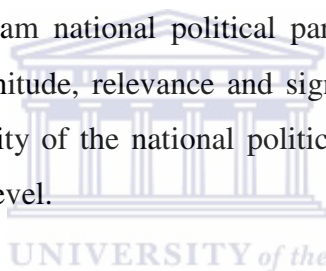 am national political par
nitude, relevance and sign
ity of the national politic
evel.
UNIVERSITY of the